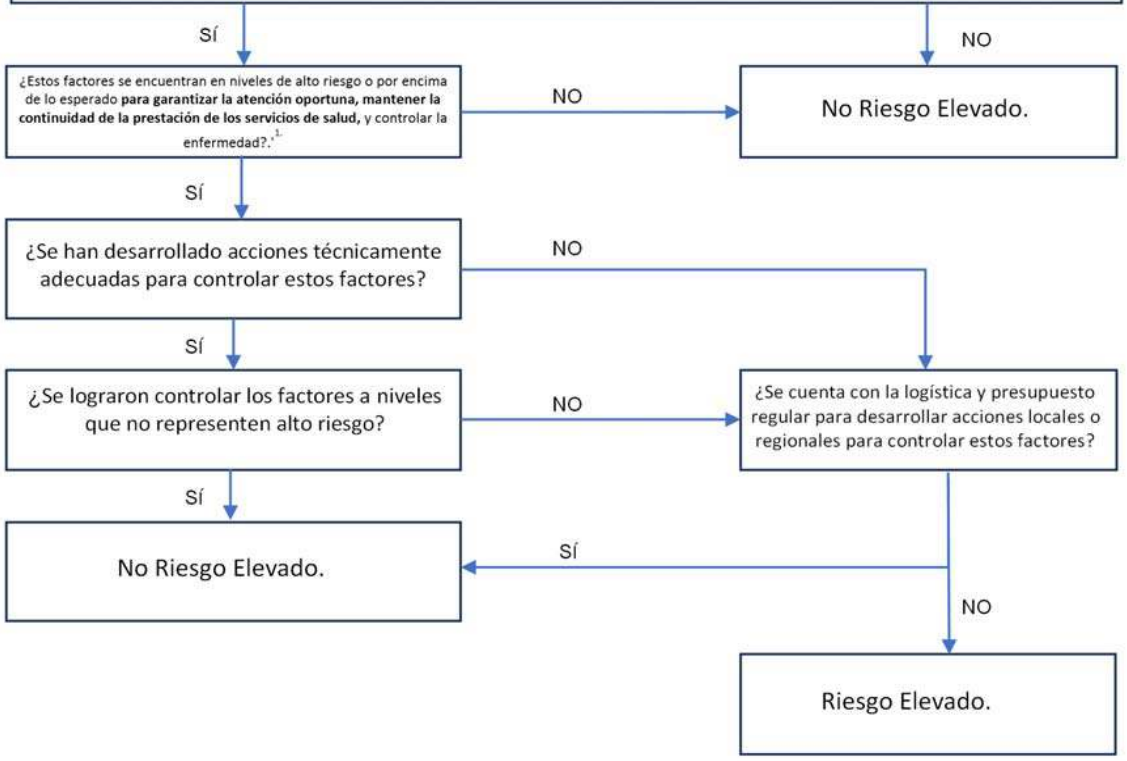 SÍ
NO
¿Estos factores se encuentran en niveles de alto riesgo o por encima
de lo esperado para garantizar la atención oportuna, mantener la
continuidad de la prestación de los servicios de salud, y controlar la
enfermedad?.'1.
NO
No Riesgo Elevado.
SÍ
¿Se han desarrollado acciones técnicamente
adecuadas para controlar estos factores?
NO
SÍ
¿Se lograron controlar los factores a niveles
que no representen alto riesgo?
NO
¿Se cuenta con la logística y presupuesto
regular para desarrollar acciones locales o
regionales para controlar estos factores?
SÍ
No Riesgo Elevado.
SÍ
NO
Riesgo Elevado.